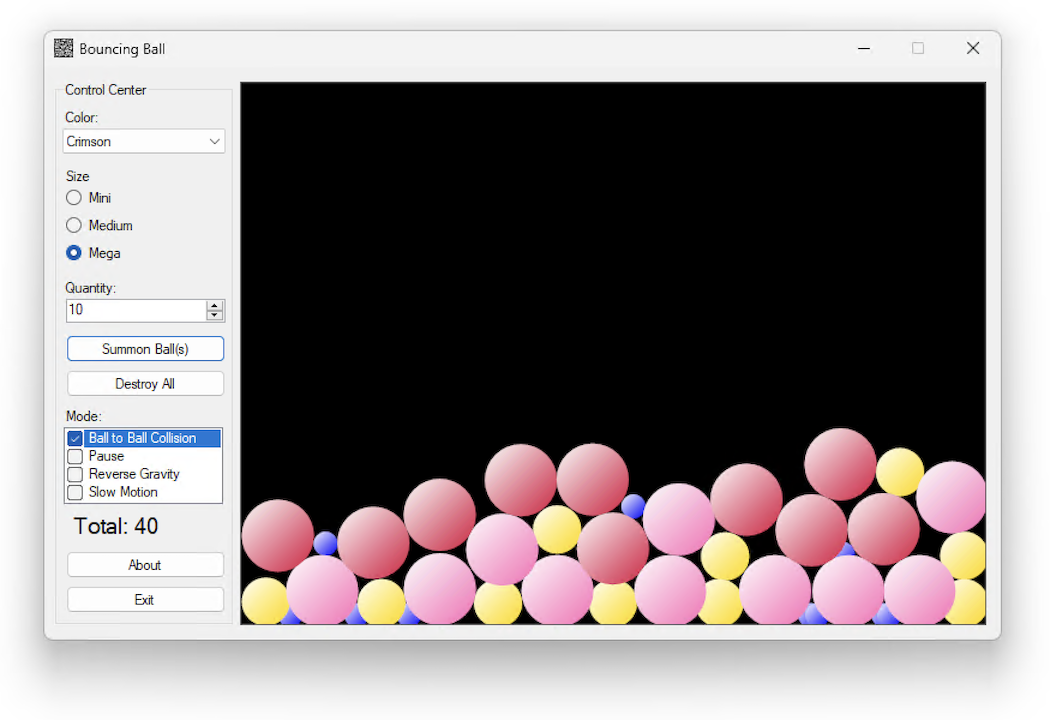 Bouncing Ball
Control Center
Color:
Crimson
Size
Mini
Medium
Mega
Quantity:
10
Summon Ball(s)
Destroy All
Mode:
Ball to Ball Collision
Pause
Reverse Gravity
Slow Motion
Total: 40
About
Exit